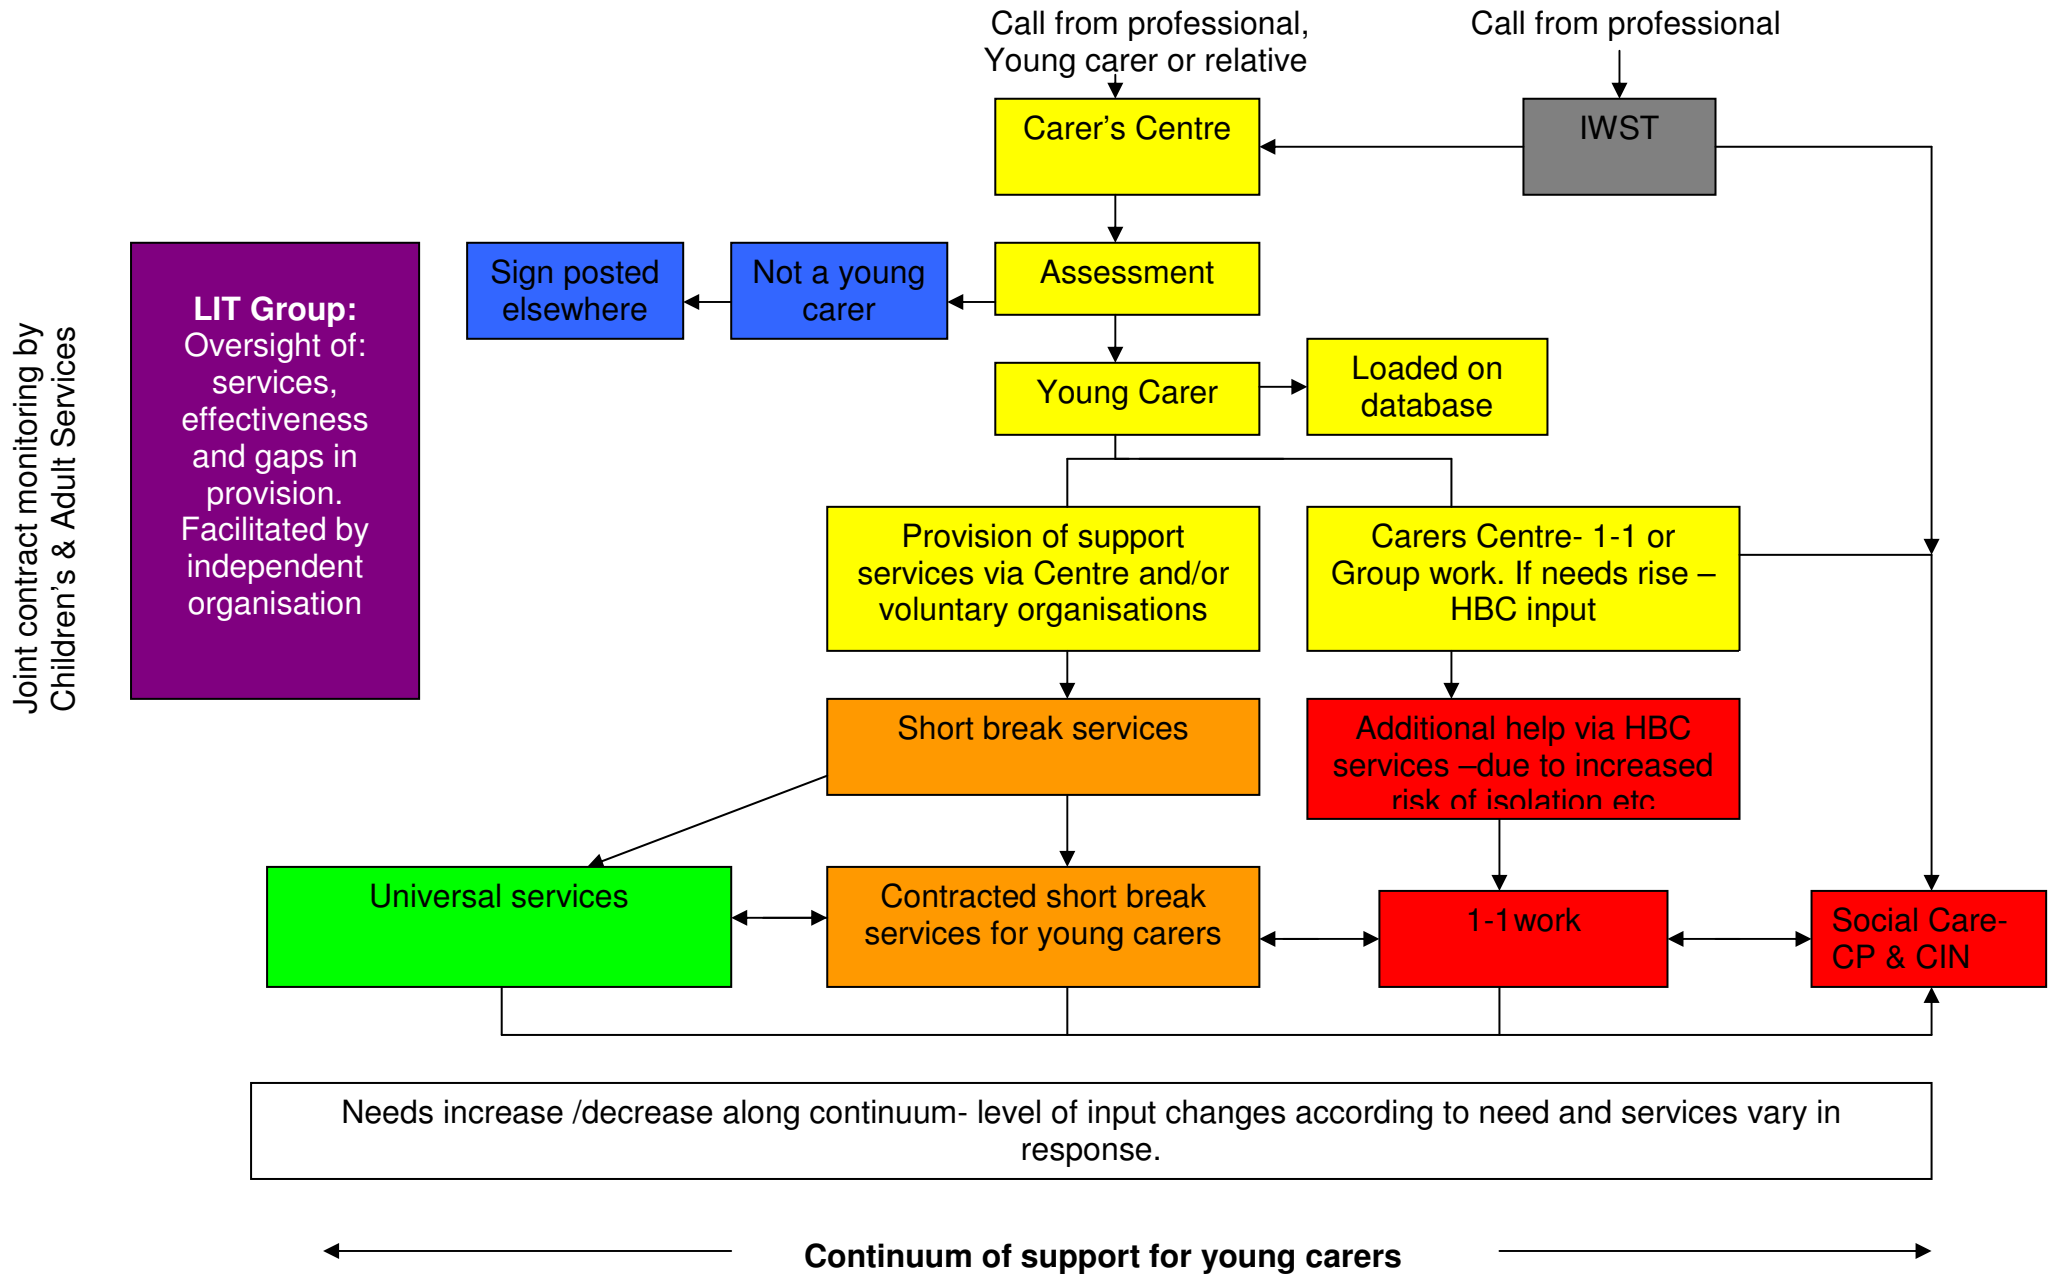 Call from professional,
Young carer or relative
Call from professional
Carer's Centre
IWST
Joint contract monitoring by
Children's & Adult Services
LIT Group:
Oversight of:
services,
effectiveness
and gaps in
provision.
Facilitated by
independent
organisation
Sign posted
elsewhere
Not a young
carer
Assessment
Young Carer
Loaded on
database
Provision of support
services via Centre and/or
voluntary organisations
Carers Centre- 1-1 or
Group work. If needs rise –
HBC input
Short break services
Additional help via HBC
services –due to increased
risk of isolation etc
Universal services
Contracted short break
services for young carers
1-1work
Social Care-
CP & CIN
Needs increase /decrease along continuum- level of input changes according to need and services vary in
response.
Continuum of support for young carers